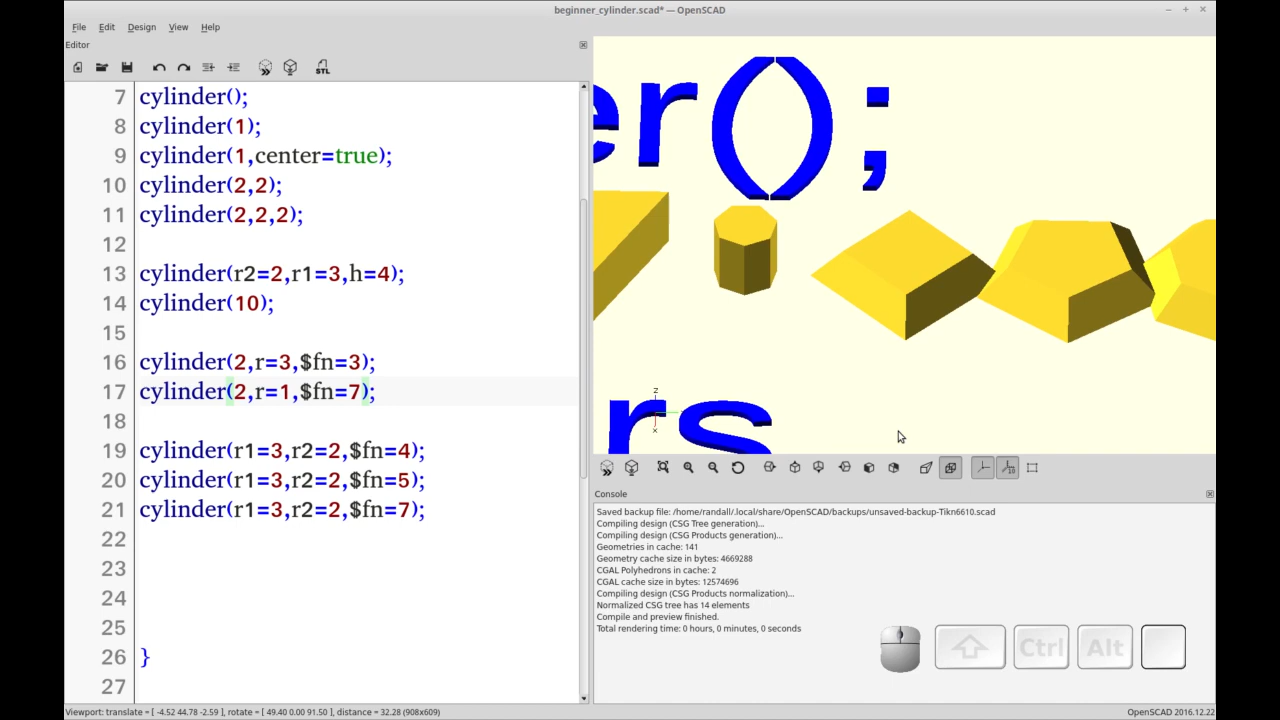 beginner_cylinder.scad* — OpenSCAD
File Edit Design View Help
Editor
STL
7 cylinder();
8 cylinder(1);
9 cylinder(1,center=true);
10 cylinder(2,2);
11 cylinder(2,2,2);
12
13 cylinder(r2=2,r1=3,h=4);
14 cylinder(10);
15
16 cylinder(2,r=3,$fn=3);
17 cylinder(2,r=1,$fn=7);
18
19 cylinder(r1=3,r2=2,$fn=4);
20 cylinder(r1=3,r2=2,$fn=5);
21 cylinder(r1=3,r2=2,$fn=7);
22
23
24
25
26 }
27
er();
z
rs
x
10
Console
Saved backup file: /home/randall/.local/share/OpenSCAD/backups/unsaved-backup-Tikn6610.scad
Compiling design (CSG Tree generation)...
Compiling design (CSG Products generation)...
Geometries in cache: 141
Geometry cache size in bytes: 4669288
CGAL Polyhedrons in cache: 2
CGAL cache size in bytes: 12574696
Compiling design (CSG Products normalization)...
Normalized CSG tree has 14 elements
Compile and preview finished.
Total rendering time: 0 hours, 0 minutes, 0 seconds
Ctrl Alt
Viewport: translate = [ -4.52 44.78 -2.59 ], rotate = [ 49.40 0.00 91.50 ], distance = 32.28 (908x609)
OpenSCAD 2016.12.22